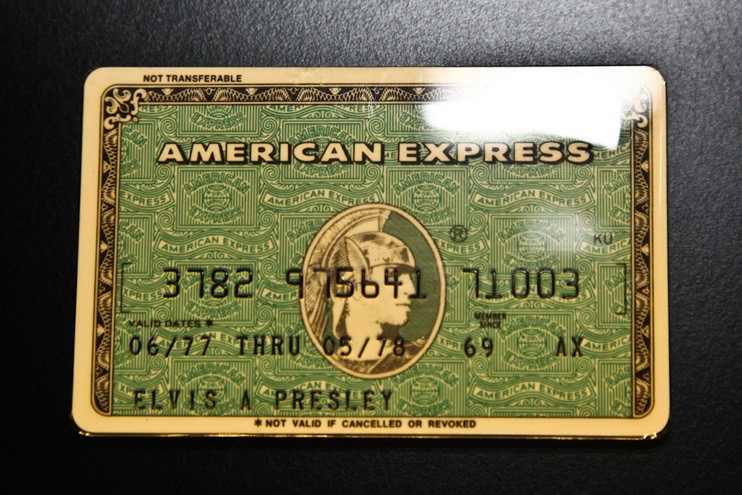 NOT TRANSFERABLE
AMERICAN EXPRESS
®
KU
3782 975641 71003
VALID DATES *
MEMBER
SINCE
06/77 THRU 05/78 69 AX
ELVIS A PRESLEY
* NOT VALID IF CANCELLED OR REVOKED